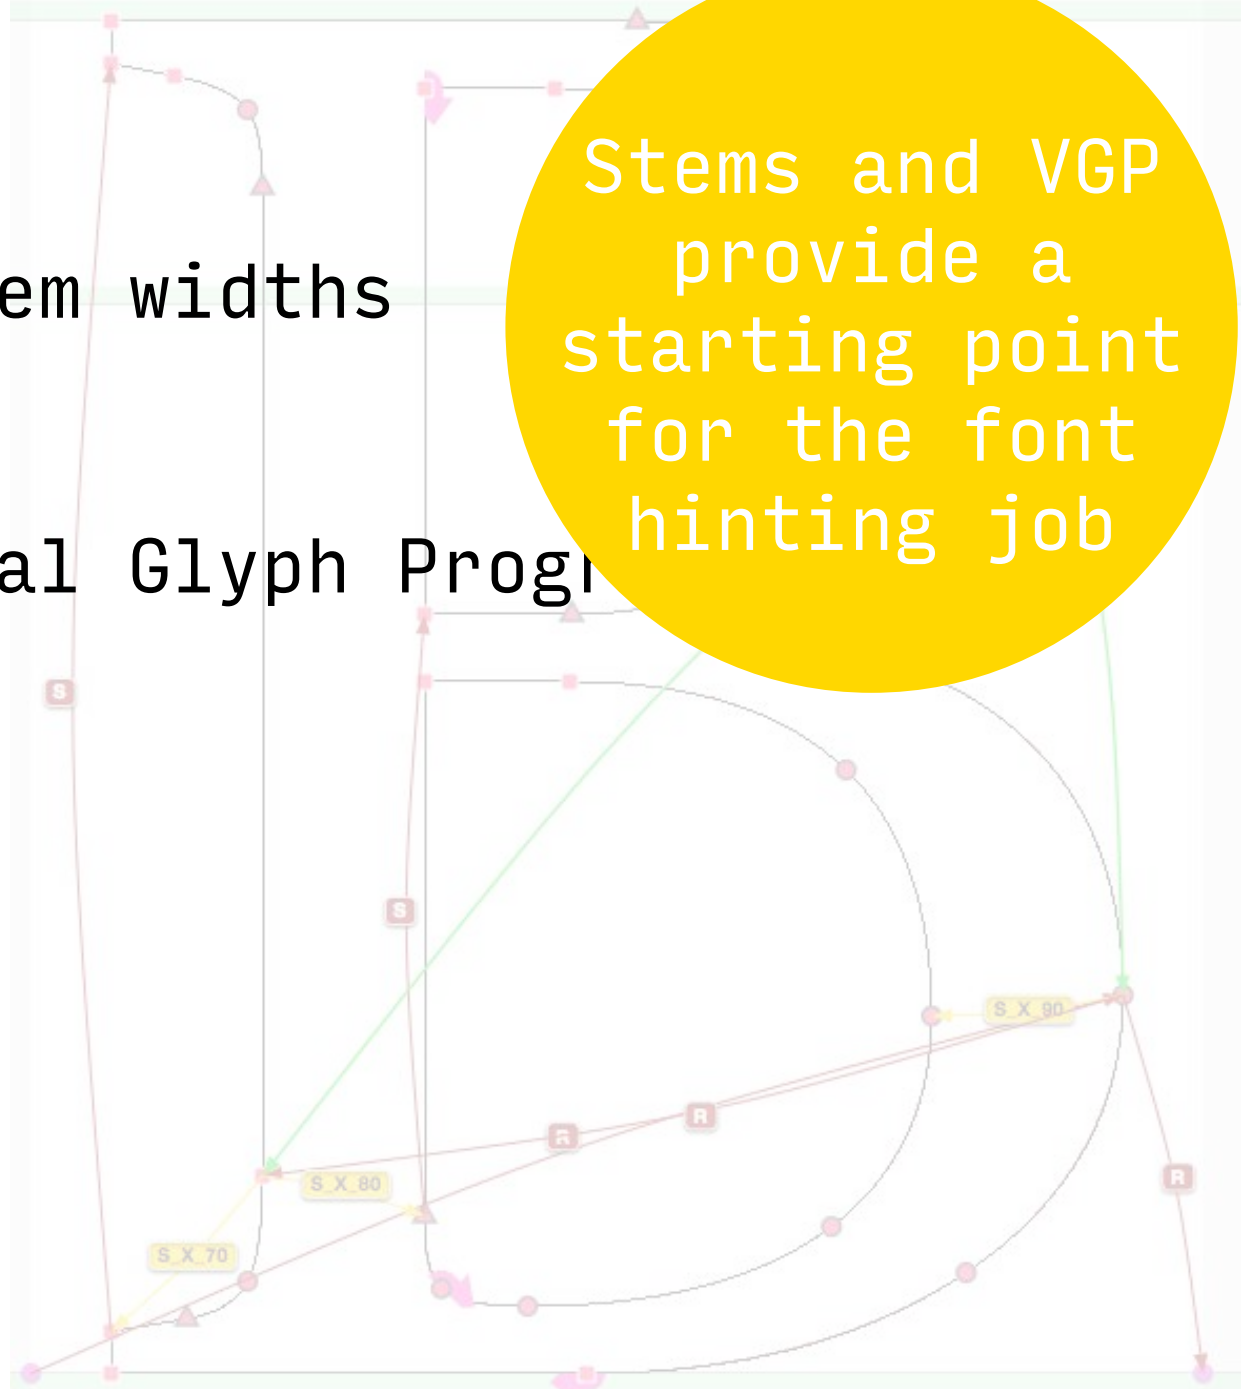 Stems and VGP
provide a
starting point
for the font
hinting job
em widths
al Glyph Progr
S
S
S_X_90
R
R
S_X_80
R
S_X_70